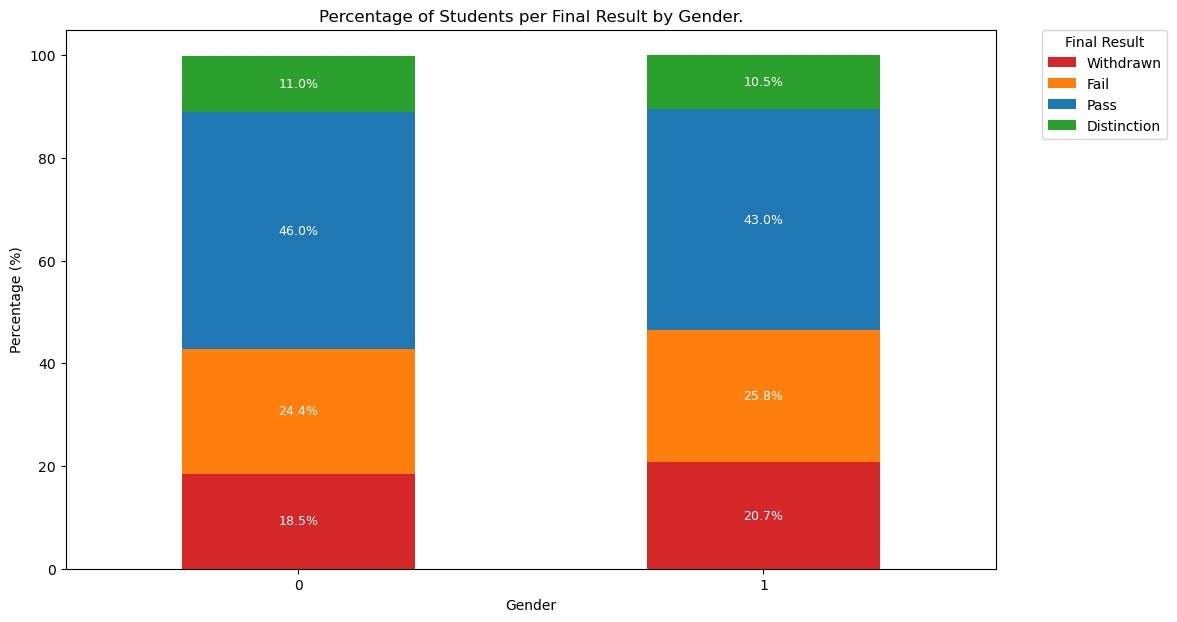 Percentage of Students per Final Result by Gender.
Final Result
Withdrawn
Fail
Pass
Distinction
Percentage (%)
100
80
60
40
20
0
11.0%
46.0%
24.4%
18.5%
10.5%
43.0%
25.8%
20.7%
0
1
Gender